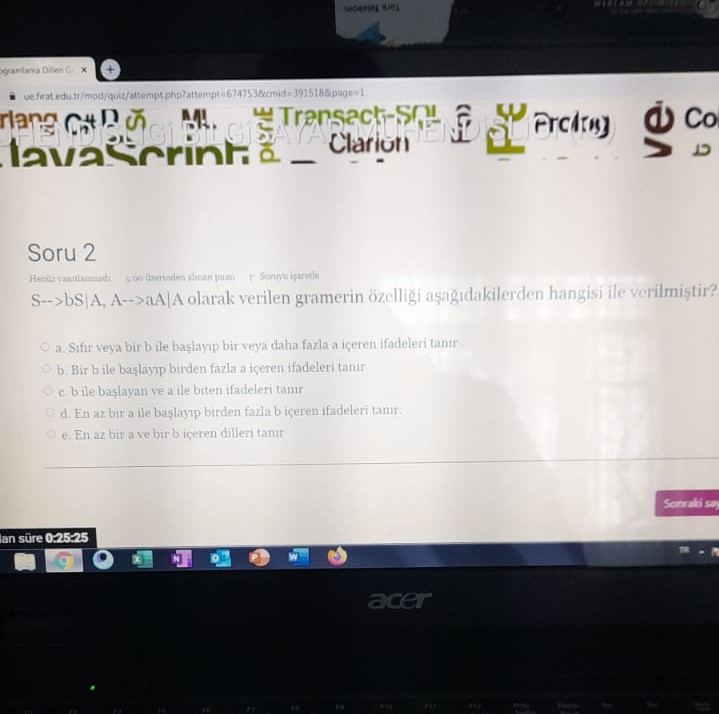 ogramlama Dilleri G
ue.firat.edu.tr/mod/quiz/attempt.php?attempt=674753&cmid=391518&page=1
rlang C# D
ML
Transact-SQL
Prolog
Co
JavaScript
Clarion
Soru 2
Henüz yanıtlanmadı 5,00 üzerinden alınan puan Soruyu işaretle
S-->bS|A, A-->aA|A olarak verilen gramerin özelliği aşağıdakilerden hangisi ile verilmiştir?
a. Sıfır veya bir b ile başlayıp bir veya daha fazla a içeren ifadeleri tanır
b. Bir b ile başlayıp birden fazla a içeren ifadeleri tanır
c. b ile başlayan ve a ile biten ifadeleri tanır
d. En az bir a ile başlayıp birden fazla b içeren ifadeleri tanır.
e. En az bir a ve bir b içeren dilleri tanır
Sonraki say
lan süre 0:25:25
TR
acer